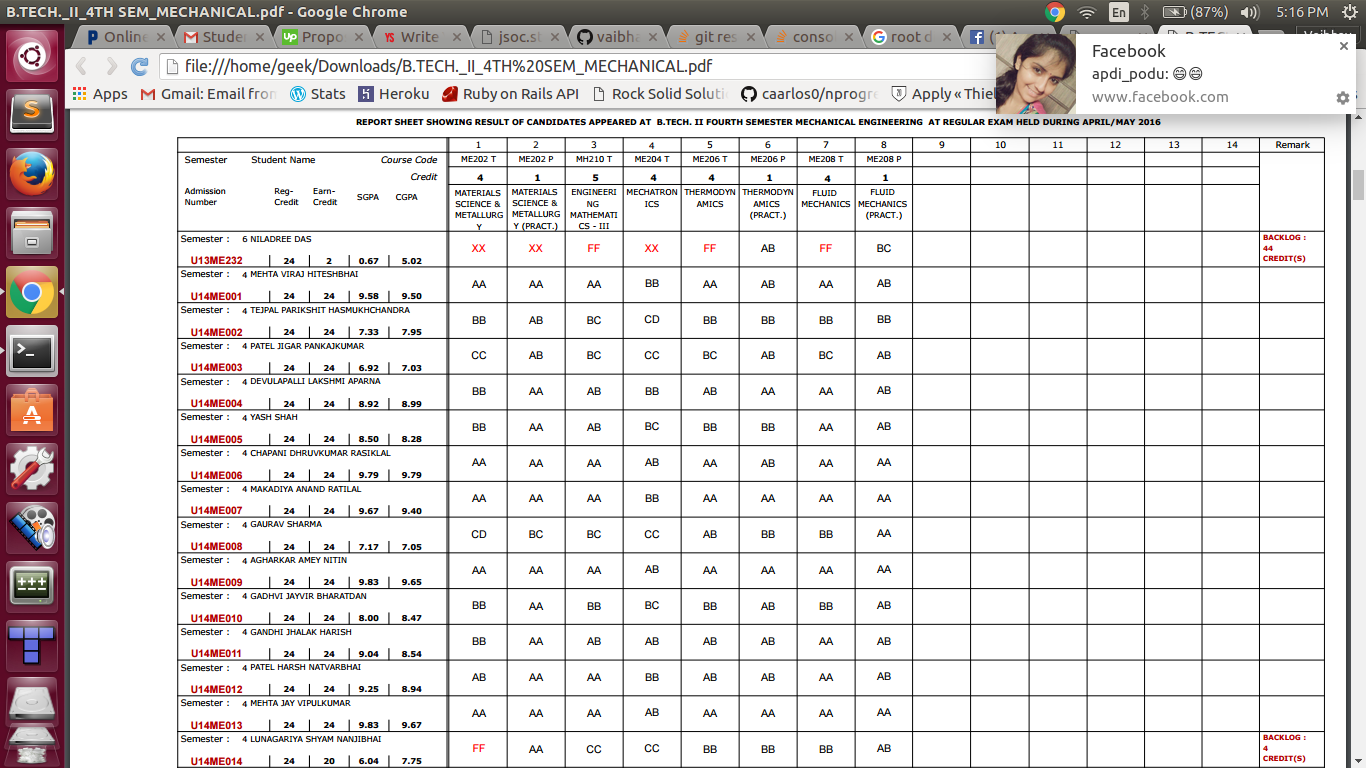 B.TECH._II_4TH SEM_MECHANICAL.pdf - Google Chrome
En
(87%)
5:16 PM
Online
Stude
Propo
Write
jsoc.st
vaibh
git res
conso
root d
file:///home/geek/Downloads/B.TECH._II_4TH%20SEM_MECHANICAL.pdf
Apps
Gmail: Email from
Stats
Heroku
Ruby on Rails API
Rock Solid Soluti
caarlos0/nprogre
Apply « Thiel
Facebook
apdi_podu: 😄😄
www.facebook.com
REPORT SHEET SHOWING RESULT OF CANDIDATES APPEARED AT B.TECH. II FOURTH SEMESTER MECHANICAL ENGINEERING AT REGULAR EXAM HELD DURING APRIL/MAY 2016
1 2 3 4 5 6 7 8 9 10 11 12 13 14 Remark
Semester Student Name Course Code ME202 T ME202 P MH210 T ME204 T ME206 T ME206 P ME208 T ME208 P
Credit 4 1 5 4 4 1 4 1
Admission Number Reg-Credit Earn-Credit SGPA CGPA
MATERIALS SCIENCE & METALLURG Y
MATERIALS SCIENCE & METALLURG Y (PRACT.)
ENGINEERI NG MATHEMATI CS - III
MECHATRON ICS
THERMODYN AMICS
THERMODYN AMICS (PRACT.)
FLUID MECHANICS
FLUID MECHANICS (PRACT.)
Semester : 6 NILADREE DAS
XX XX FF XX FF AB FF BC
BACKLOG :
44
CREDIT(S)
U13ME232 | 24 | 2 | 0.67 | 5.02
Semester : 4 MEHTA VIRAJ HITESHBHAI
AA AA AA BB AA AB AA AB
U14ME001 | 24 | 24 | 9.58 | 9.50
Semester : 4 TEJPAL PARIKSHIT HASMUKHCHANDRA
BB AB BC CD BB BB BB BB
U14ME002 | 24 | 24 | 7.33 | 7.95
Semester : 4 PATEL JIGAR PANKAJKUMAR
CC AB BC CC BC AB BC AB
U14ME003 | 24 | 24 | 6.92 | 7.03
Semester : 4 DEVULAPALLI LAKSHMI APARNA
BB AA AB BB AB AA AA AB
U14ME004 | 24 | 24 | 8.92 | 8.99
Semester : 4 YASH SHAH
BB AA AB BC BB BB AA AB
U14ME005 | 24 | 24 | 8.50 | 8.28
Semester : 4 CHAPANI DHRUVKUMAR RASIKLAL
AA AA AA AB AA AB AA AA
U14ME006 | 24 | 24 | 9.79 | 9.79
Semester : 4 MAKADIYA ANAND RATILAL
AA AA AA BB AA AA AA AA
U14ME007 | 24 | 24 | 9.67 | 9.40
Semester : 4 GAURAV SHARMA
CD BC BC CC AB BB BB AA
U14ME008 | 24 | 24 | 7.17 | 7.05
Semester : 4 AGHARKAR AMEY NITIN
AA AA AA AB AA AA AA AA
U14ME009 | 24 | 24 | 9.83 | 9.65
Semester : 4 GADHVI JAYVIR BHARATDAN
BB AA BB BC BB AB BB AB
U14ME010 | 24 | 24 | 8.00 | 8.47
Semester : 4 GANDHI JHALAK HARISH
BB AA AB AB AB AB AA AB
U14ME011 | 24 | 24 | 9.04 | 8.54
Semester : 4 PATEL HARSH NATVARBHAI
AB AA AA BB AB AA AA AB
U14ME012 | 24 | 24 | 9.25 | 8.94
Semester : 4 MEHTA JAY VIPULKUMAR
AA AA AA AB AA AA AA AA
U14ME013 | 24 | 24 | 9.83 | 9.67
Semester : 4 LUNAGARIYA SHYAM NANJIBHAI
FF AA CC CC BB BB BB AB
BACKLOG :
4
CREDIT(S)
U14ME014 | 24 | 20 | 6.04 | 7.75